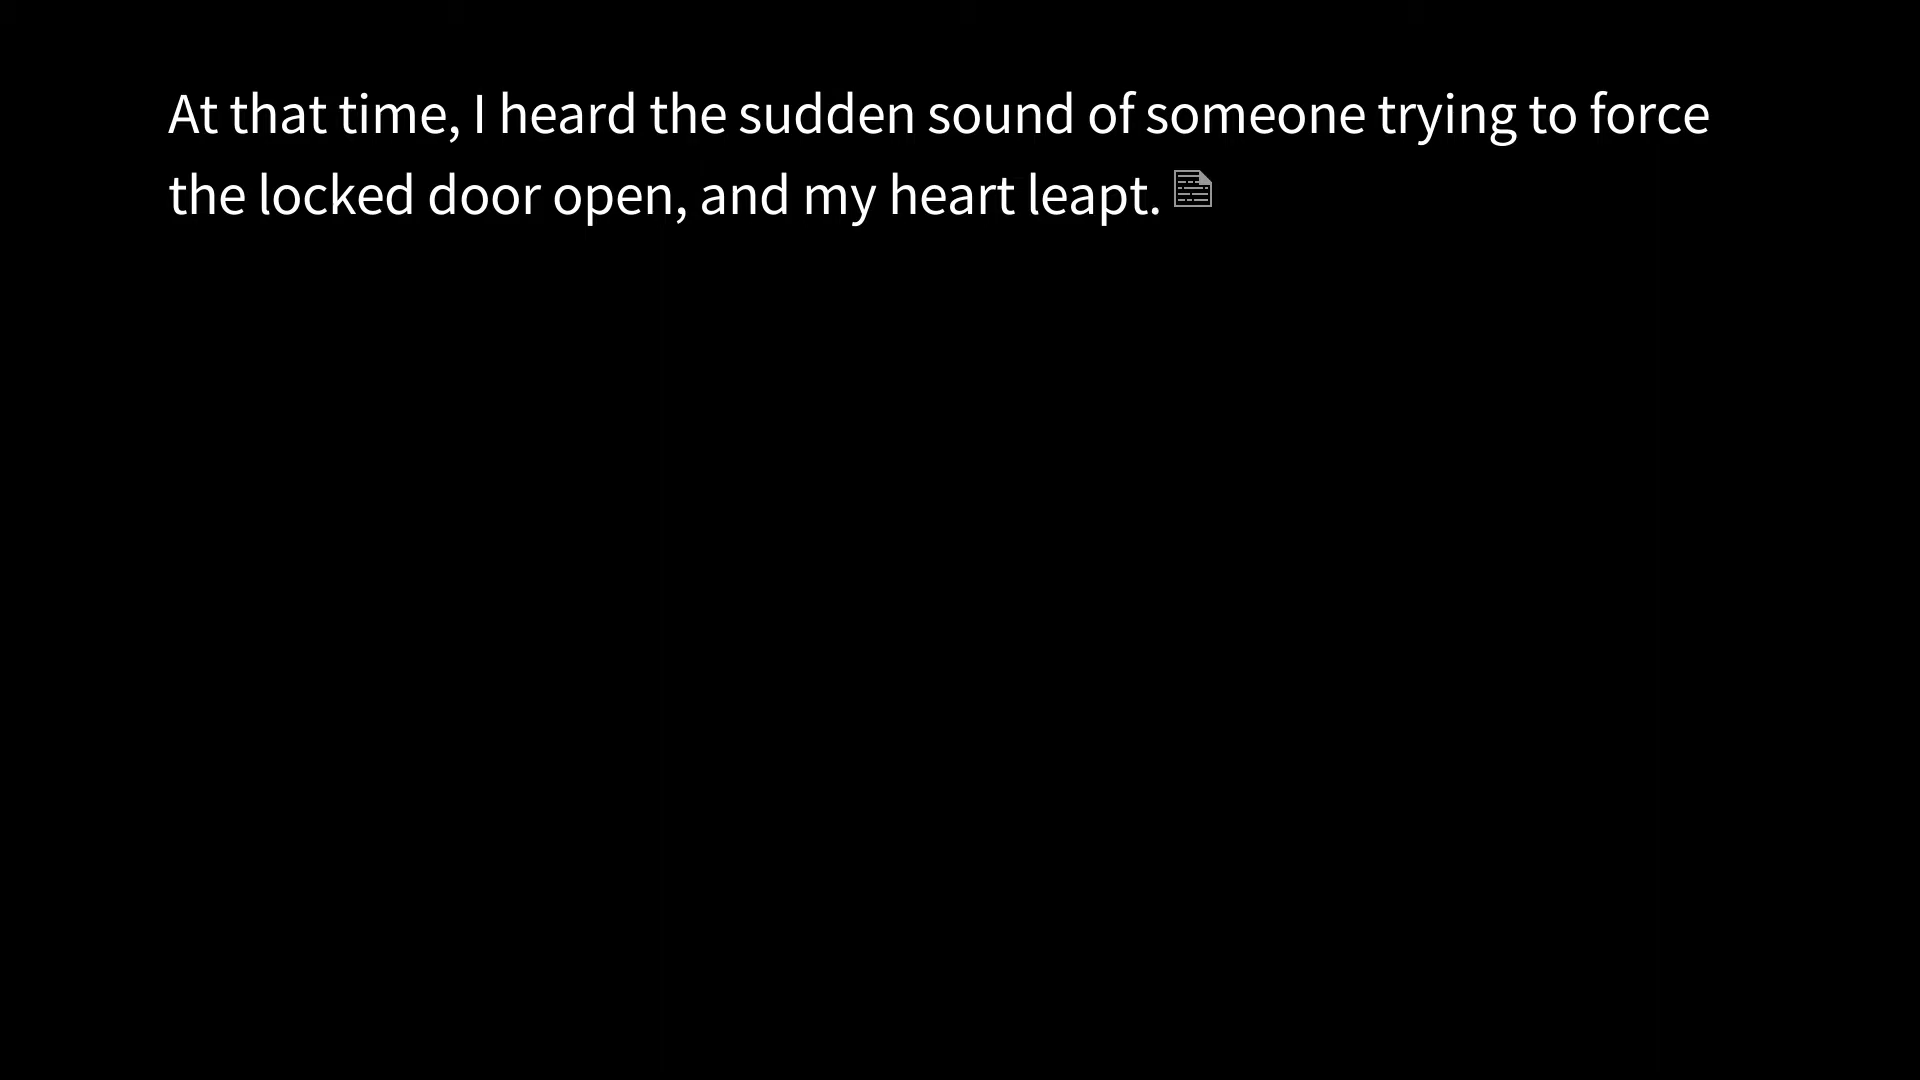 At that time, I heard the sudden sound of someone trying to force
the locked door open, and my heart leapt.